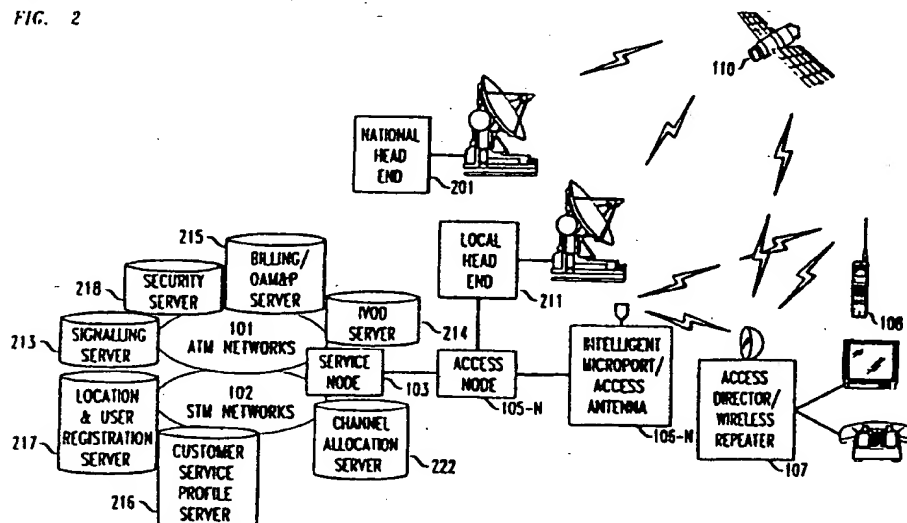 FIG. 2
110
NATIONAL
HEAD
END
201
215
BILLING/
OAM&P
SERVER
LOCAL
HEAD
END
211
218
SECURITY
SERVER
IVOD
SERVER
214
213
SIGNALLING
SERVER
101
ATM NETWORKS
SERVICE
NODE
103
ACCESS
NODE
105-N
INTELLIGENT
MICROPORT/
ACCESS
ANTENNA
106-N
108
ACCESS
DIRECTOR/
WIRELESS
REPEATER
107
102
STM NETWORKS
LOCATION
& USER
REGISTRATION
SERVER
217
CHANNEL
ALLOCATION
SERVER
222
CUSTOMER
SERVICE
PROFILE
SERVER
216